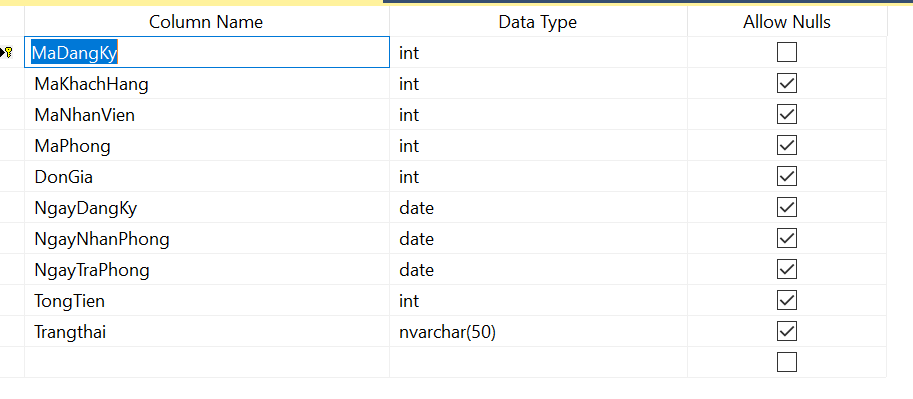 Column Name Data Type Allow Nulls
MaDangKy int
MaKhachHang int
MaNhanVien int
MaPhong int
DonGia int
NgayDangKy date
NgayNhanPhong date
NgayTraPhong date
TongTien int
Trangthai nvarchar(50)